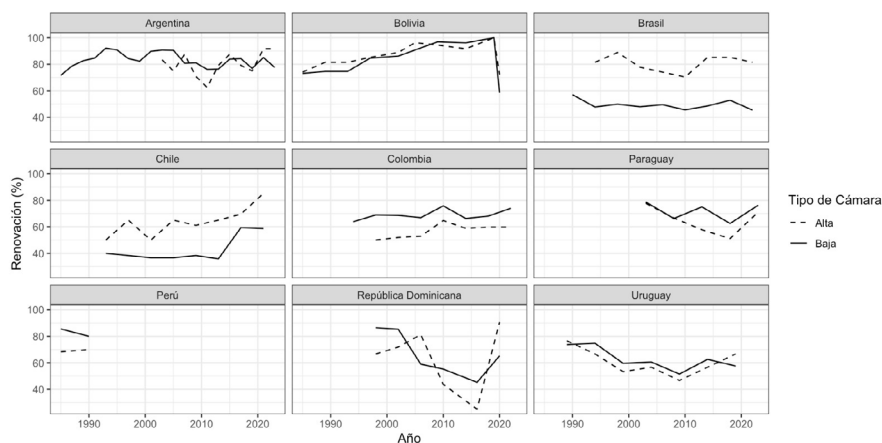 Argentina
Bolivia
Brasil
100
80
60
40
Chile
Colombia
Paraguay
100
80
60
40
Perú
República Dominicana
Uruguay
100
80
60
40
1990
2000
2010
2020
1990
2000
2010
2020
1990
2000
2010
2020
Renovación (%)
Año
Tipo de Cámara
Alta
Baja